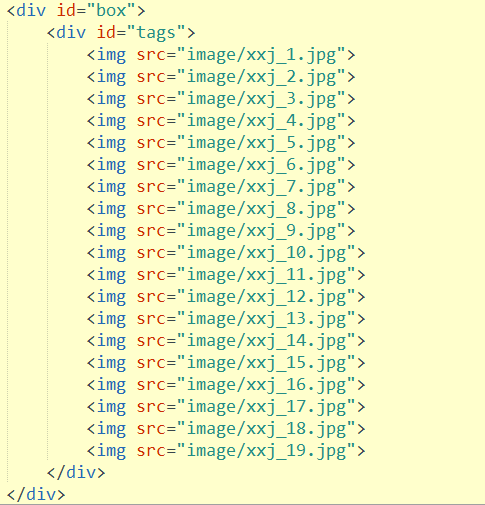 <div id="box">
<div id="tags">
<img src="image/xxj_1.jpg">
<img src="image/xxj_2.jpg">
<img src="image/xxj_3.jpg">
<img src="image/xxj_4.jpg">
<img src="image/xxj_5.jpg">
<img src="image/xxj_6.jpg">
<img src="image/xxj_7.jpg">
<img src="image/xxj_8.jpg">
<img src="image/xxj_9.jpg">
<img src="image/xxj_10.jpg">
<img src="image/xxj_11.jpg">
<img src="image/xxj_12.jpg">
<img src="image/xxj_13.jpg">
<img src="image/xxj_14.jpg">
<img src="image/xxj_15.jpg">
<img src="image/xxj_16.jpg">
<img src="image/xxj_17.jpg">
<img src="image/xxj_18.jpg">
<img src="image/xxj_19.jpg">
</div>
</div>